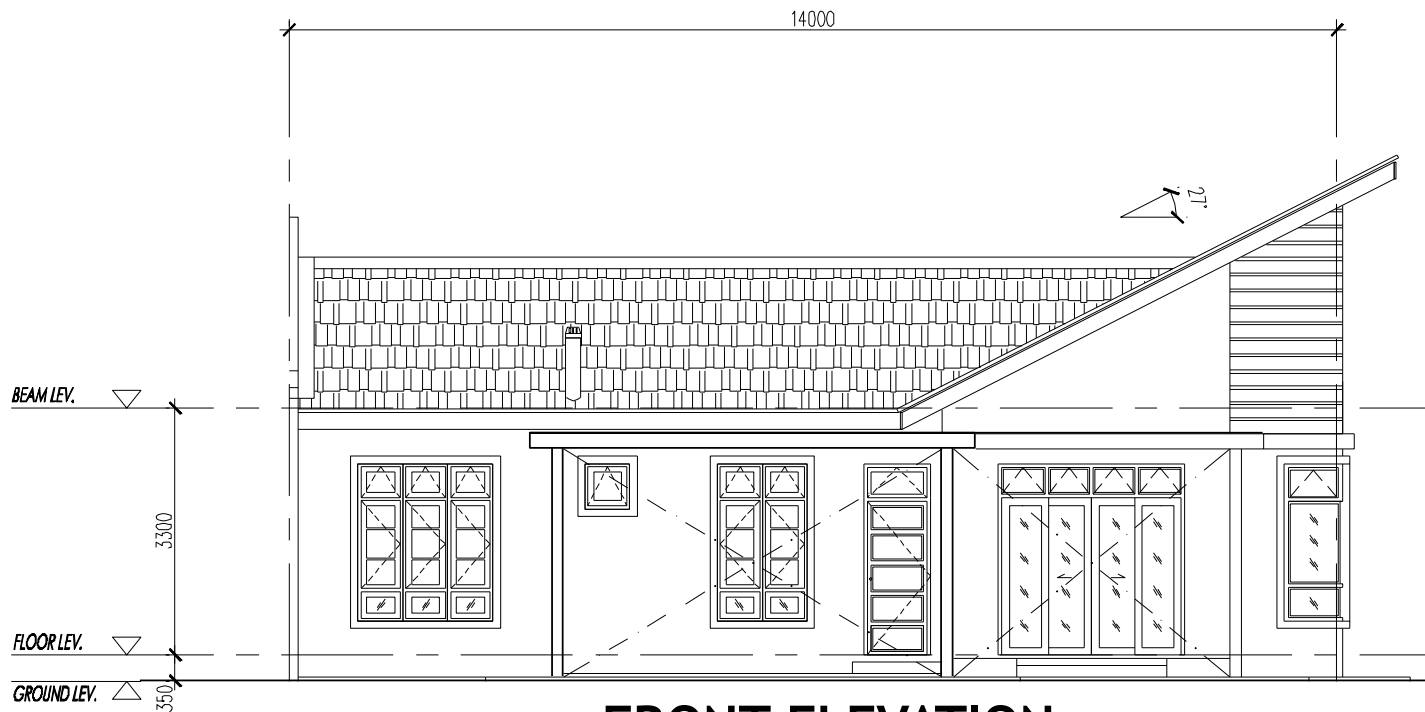 14000
27°
BEAM LEV.
3300
FLOOR LEV.
GROUND LEV.
350
FRONT ELEVATION